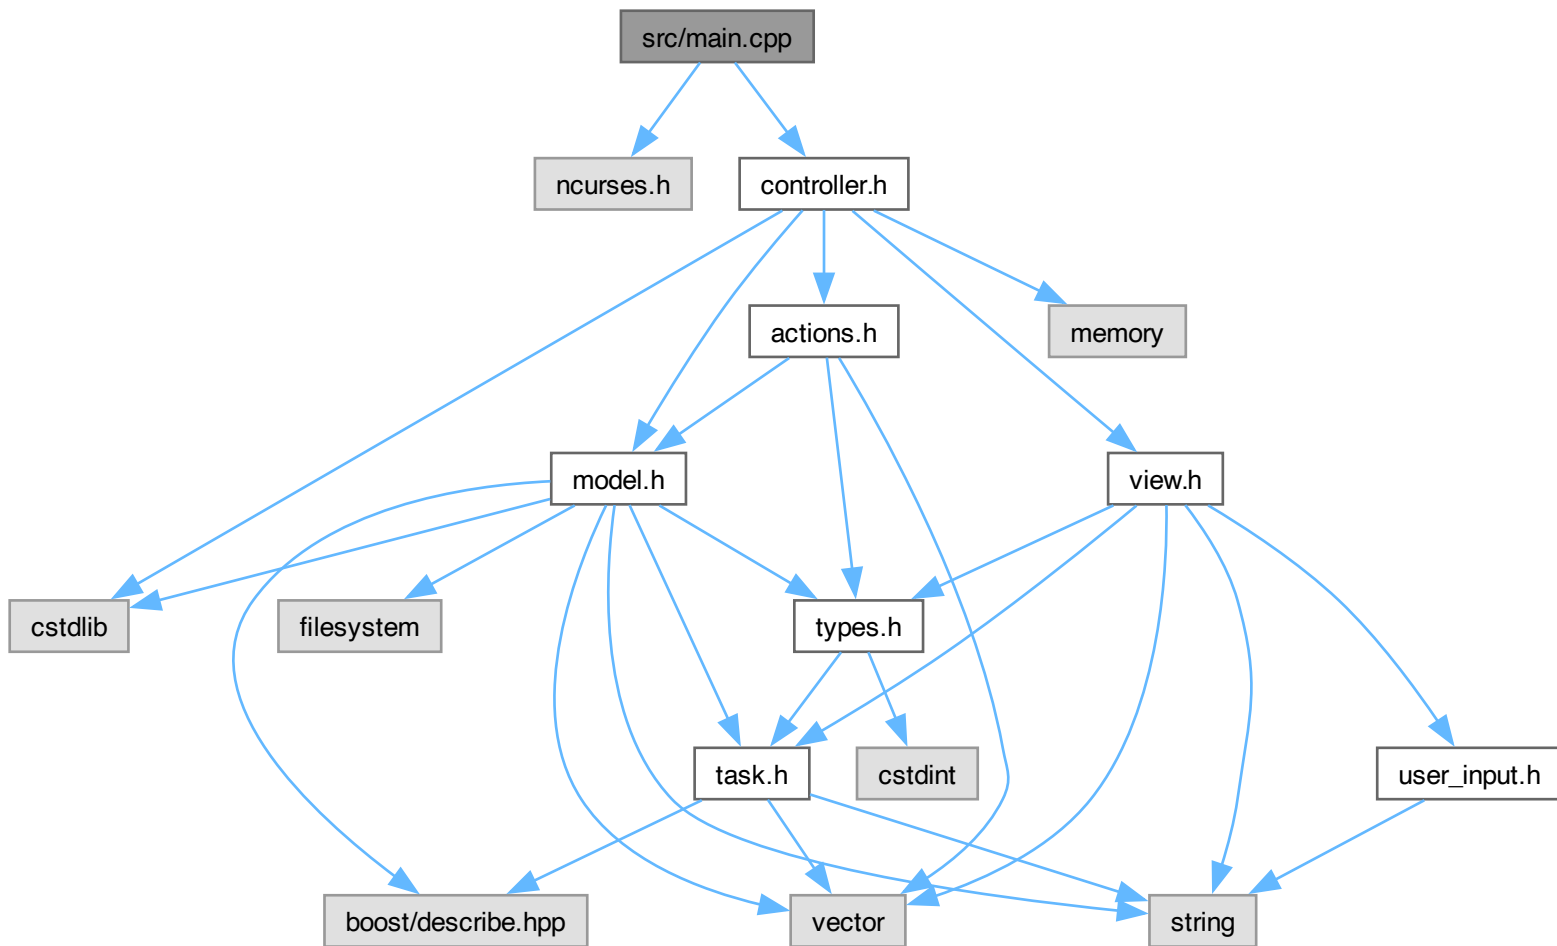 src/main.cpp
ncurses.h
controller.h
actions.h
memory
model.h
view.h
cstdlib
filesystem
types.h
task.h
cstdint
user_input.h
boost/describe.hpp
vector
string